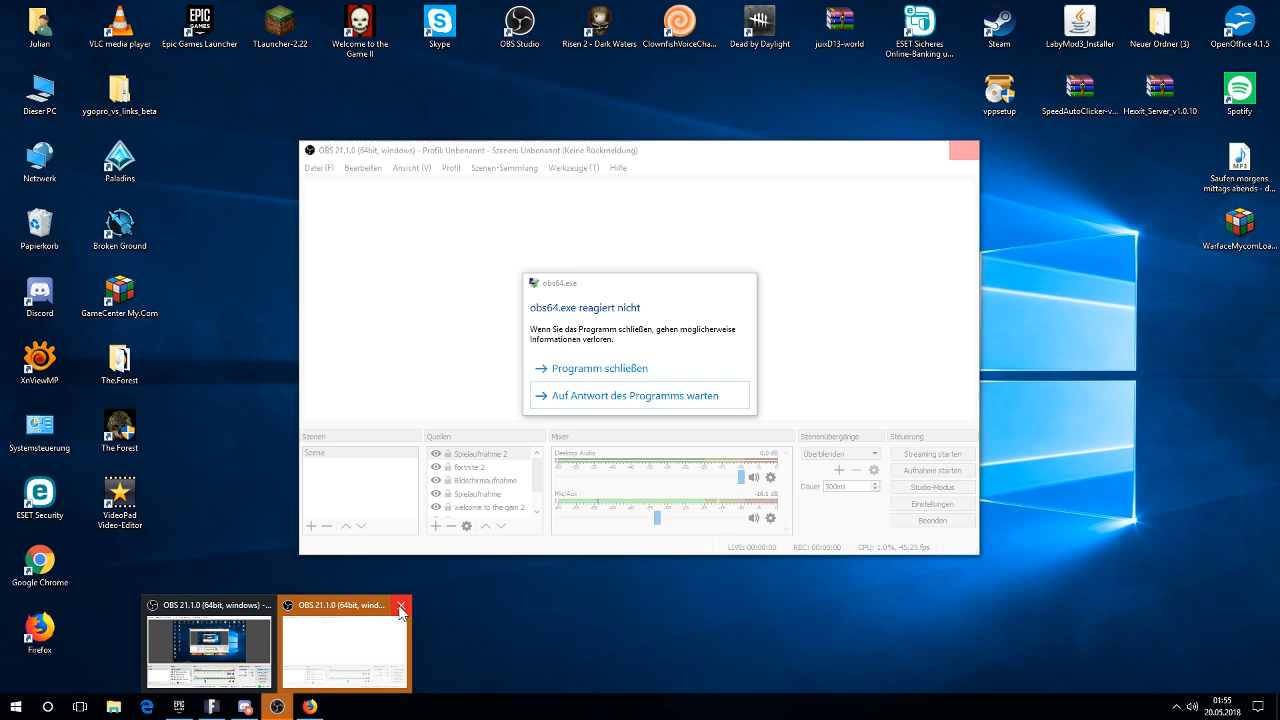 Julian
VLC media player
Epic Games Launcher
TLauncher-2.22
Welcome to the
Game II
Skype
OBS Studio
Risen 2 - Dark Waters
ClownfishVoiceCha...
Dead by Daylight
juixD13-world
ESET Sicheres
Online-Banking u...
Steam
LabyMod3_Installer
Neuer Ordner (3)
OpenOffice 4.1.5
Dieser PC
ygopro_vs_links_beta
vppsetup
SpeedAutoClicker-v...
Hexxit_Server_v1.0.10
Spotify
Netzwerk
Paladins
MP3
Saufen morgens
mittags abends - d...
Papierkorb
Broken Ground
WarfaceMycomLoa...
Discord
GameCenter My.Com
XnViewMP
The.Forest
Systemsteuerung
The Forest
ESET Security
VideoPad
Video-Editor
Google Chrome
Firefox
OBS 21.1.0 (64bit, windows) - Profil: Unbenannt - Szenen: Unbenannt (Keine Rückmeldung)
Datei (F)
Bearbeiten
Ansicht (V)
Profil
Szenen-Sammlung
Werkzeuge (T)
Hilfe
obs64.exe
obs64.exe reagiert nicht
Wenn Sie das Programm schließen, gehen möglicherweise
Informationen verloren.
Programm schließen
Auf Antwort des Programms warten
Szenen
Szene
Quellen
Spielaufnahme 2
fortnite 2
Bildschirmaufnahme
Spielaufnahme
welcome to the gam 2
Mixer
Desktop Audio
0.0 dB
Mic/Aux
-16.1 dB
Szenenübergänge
Überblenden
Dauer
300ms
Steuerung
Streaming starten
Aufnahme starten
Studio-Modus
Einstellungen
Beenden
LIVE: 00:00:00
REC: 00:00:00
CPU: 1.0%, 45.25 fps
OBS 21.1.0 (64bit, windows) -...
OBS 21.1.0 (64bit, wind...
01:55
20.05.2018